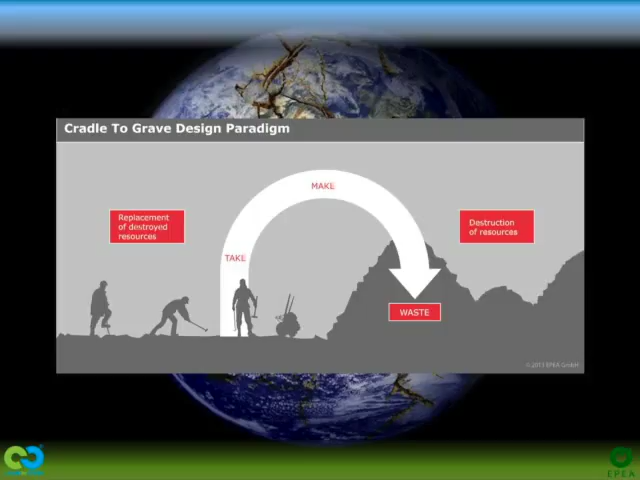 Cradle To Grave Design Paradigm
MAKE
Replacement
of destroyed
resources
Destruction
of resources
TAKE
WASTE
© 2013 EPEA GmbH
EPEA